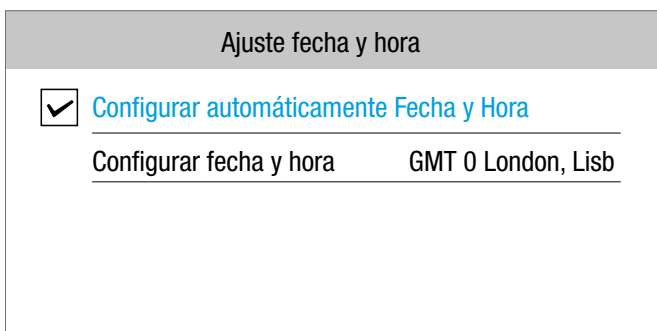 Ajuste fecha y hora
Configurar automáticamente Fecha y Hora
Configurar fecha y hora GMT 0 London, Lisb